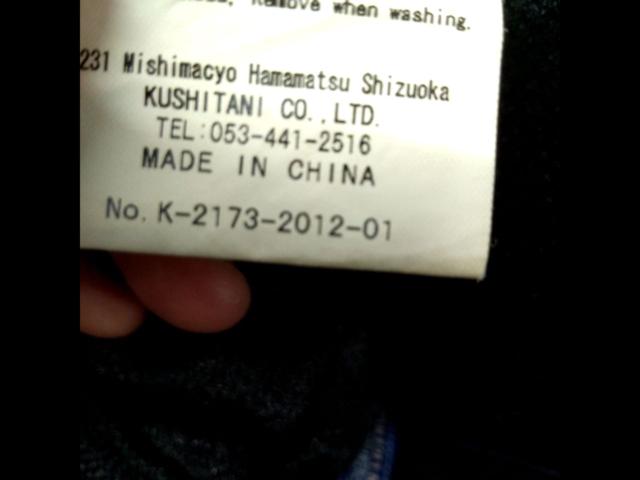 Remove when washing.
231 Mishimacyo Hamamatsu Shizuoka
KUSHITANI CO.,LTD.
TEL:053-441-2516
MADE IN CHINA
No. K-2173-2012-01